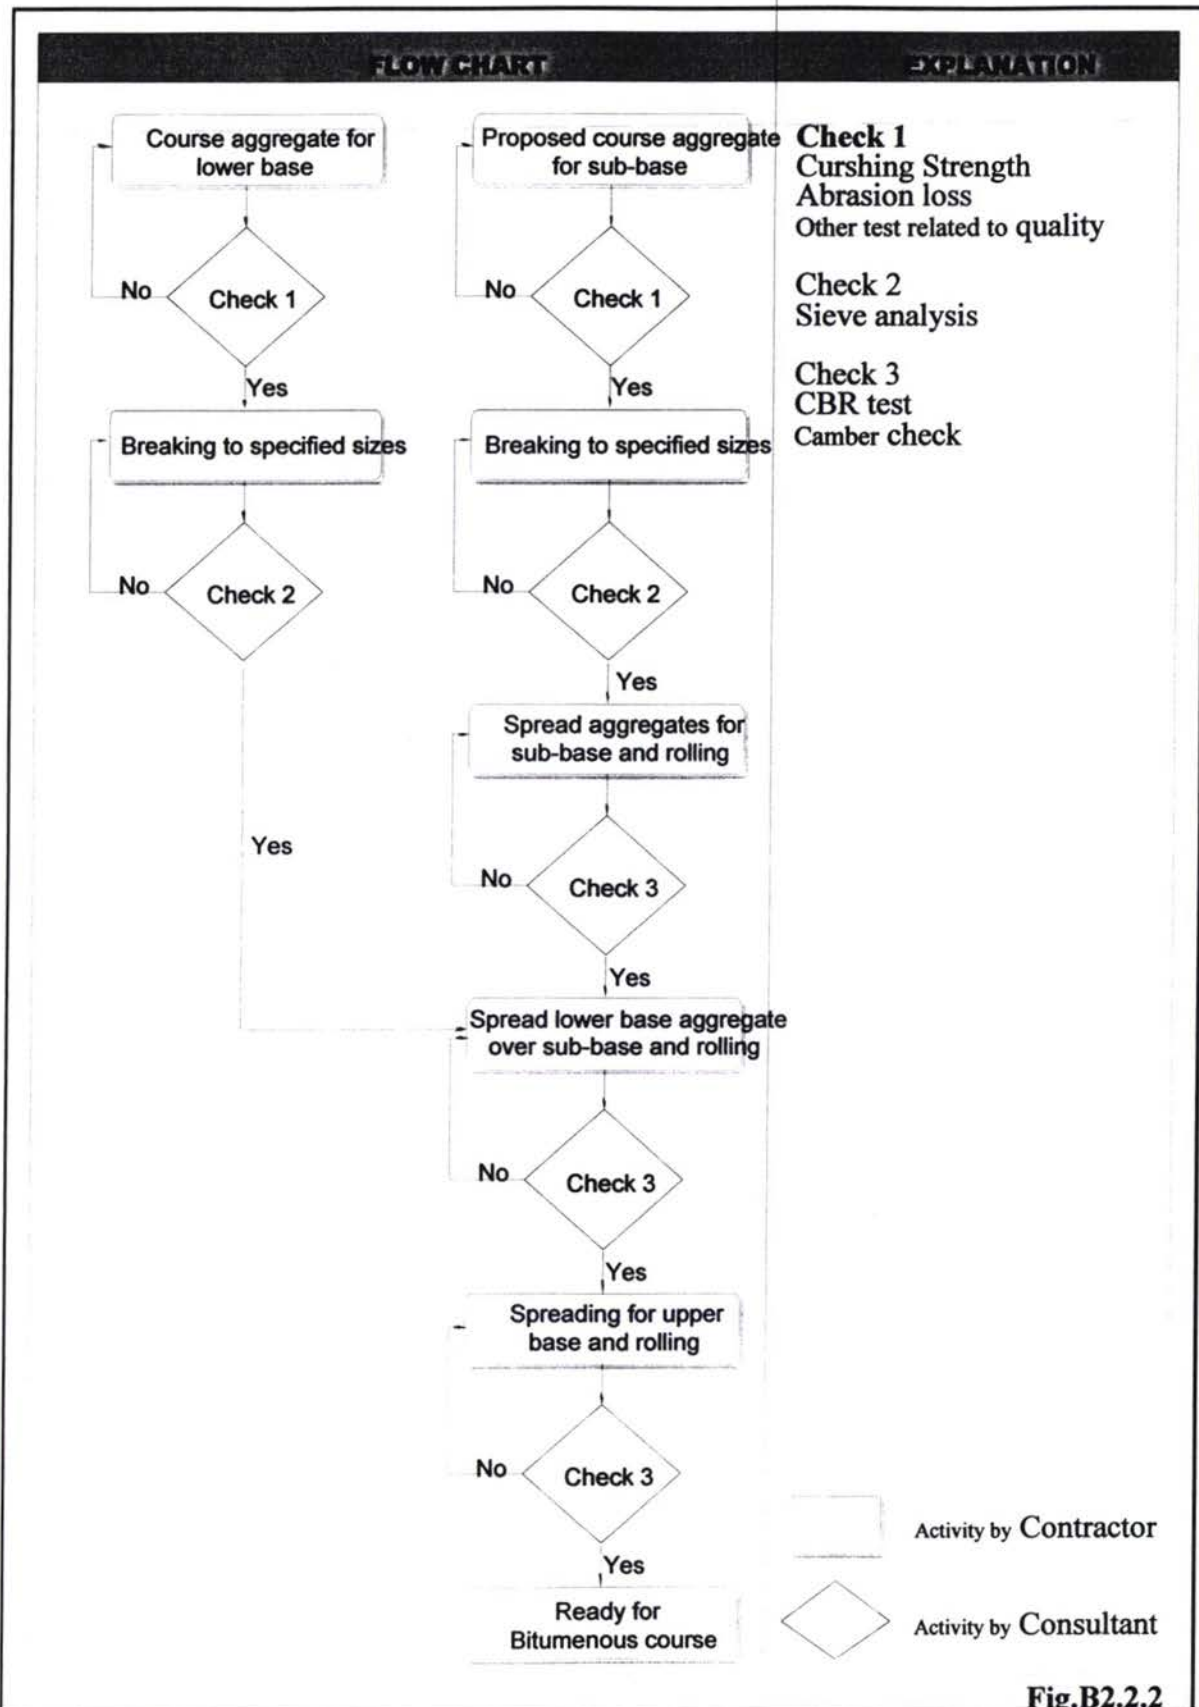 FLOW CHART
EXPLANATION
Course aggregate for
lower base
No
Check 1
Yes
Breaking to specified sizes
No
Check 2
Yes
Proposed course aggregate
for sub-base
No
Check 1
Yes
Breaking to specified sizes
No
Check 2
Yes
Spread aggregates for
sub-base and rolling
No
Check 3
Yes
Spread lower base aggregate
over sub-base and rolling
No
Check 3
Yes
Spreading for upper
base and rolling
No
Check 3
Yes
Ready for
Bitumenous course
Check 1
Curshing Strength
Abrasion loss
Other test related to quality
Check 2
Sieve analysis
Check 3
CBR test
Camber check
Activity by Contractor
Activity by Consultant
Fig.B2.2.2